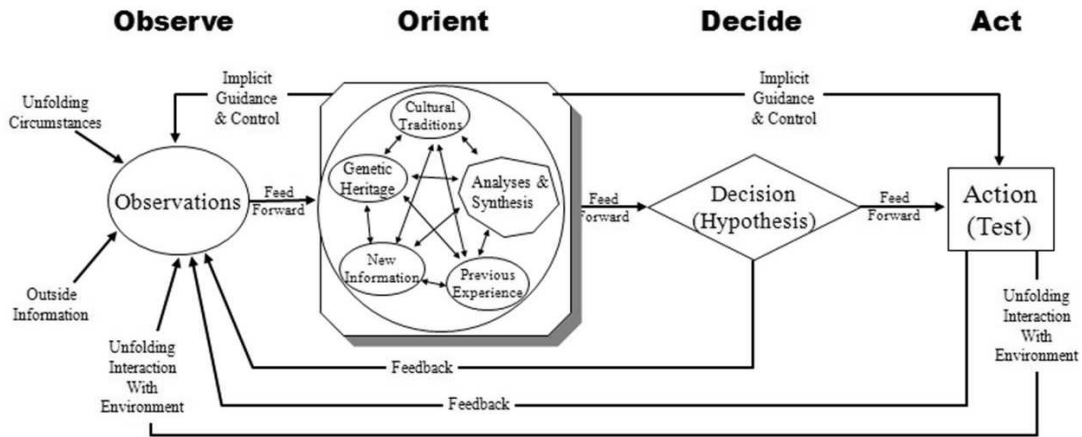 Observe
Orient
Decide
Act
Implicit
Guidance
& Control
Unfolding
Circumstances
Observations
Outside
Information
Feed
Forward
Cultural
Traditions
Genetic
Heritage
Analyses &
Synthesis
New
Information
Previous
Experience
Feed
Forward
Implicit
Guidance
& Control
Decision
(Hypothesis)
Feed
Forward
Action
(Test)
Unfolding
Interaction
With
Environment
Unfolding
Interaction
With
Environment
Feedback
Feedback